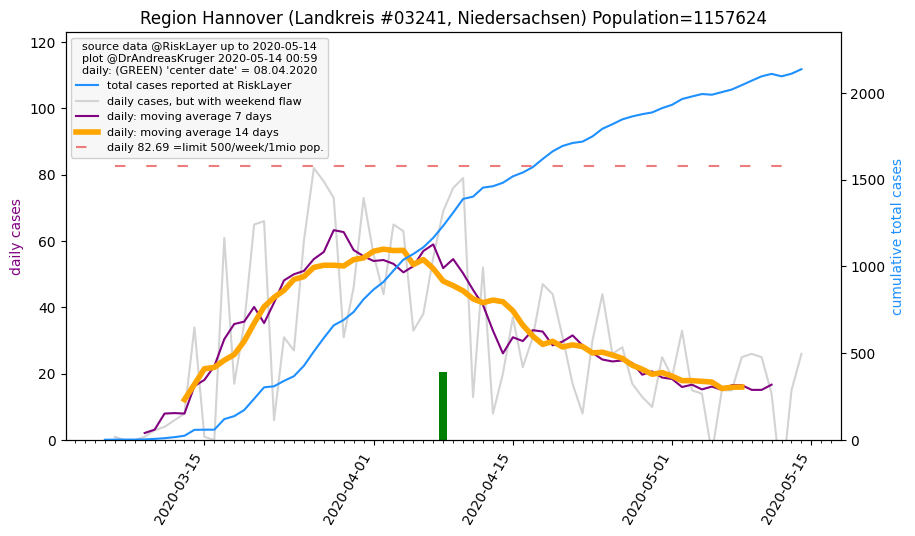 Region Hannover (Landkreis #03241, Niedersachsen) Population=1157624
source data @RiskLayer up to 2020-05-14
plot @DrAndreasKruger 2020-05-14 00:59
daily: (GREEN) 'center date' = 08.04.2020
total cases reported at RiskLayer
daily cases, but with weekend flaw
daily: moving average 7 days
daily: moving average 14 days
daily 82.69 =limit 500/week/1mio pop.
daily cases
120
100
80
60
40
20
0
cumulative total cases
2000
1500
1000
500
0
2020-03-15
2020-04-01
2020-04-15
2020-05-01
2020-05-15